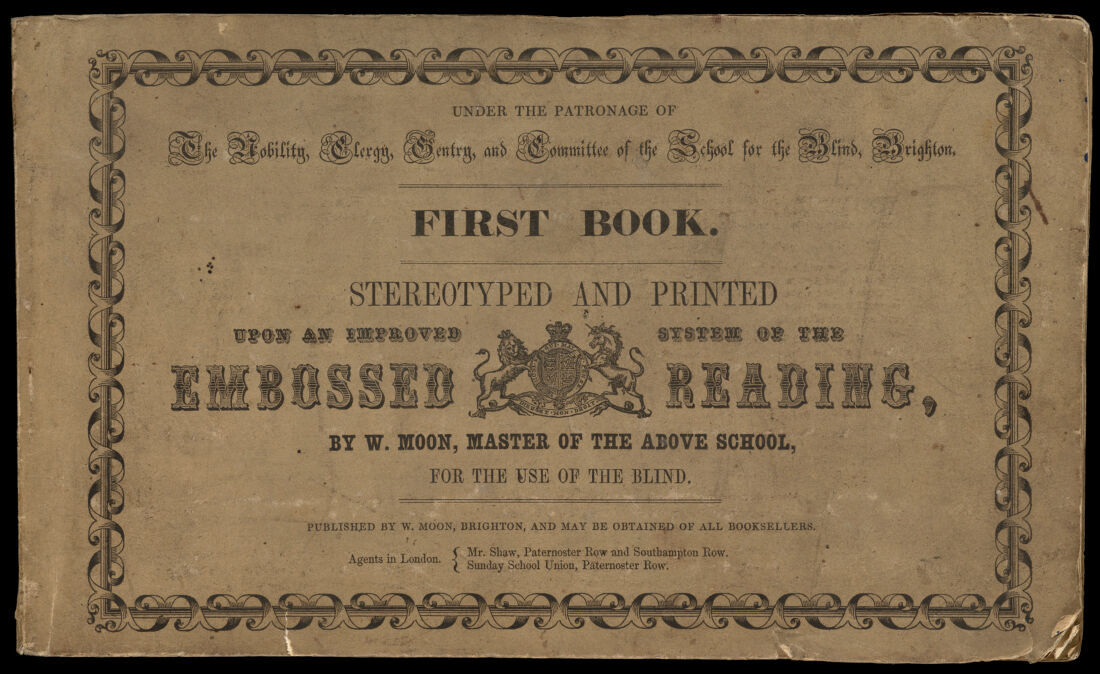 UNDER THE PATRONAGE OF
The Nobility, Clergy, Gentry, and Committee of the School for the Blind, Brighton.
FIRST BOOK.
STEREOTYPED AND PRINTED
UPON AN IMPROVED SYSTEM OF THE
EMBOSSED READING,
BY W. MOON, MASTER OF THE ABOVE SCHOOL,
FOR THE USE OF THE BLIND.
PUBLISHED BY W. MOON, BRIGHTON, AND MAY BE OBTAINED OF ALL BOOKSELLERS.
Agents in London. { Mr. Shaw, Paternoster Row and Southampton Row.
Sunday School Union, Paternoster Row.